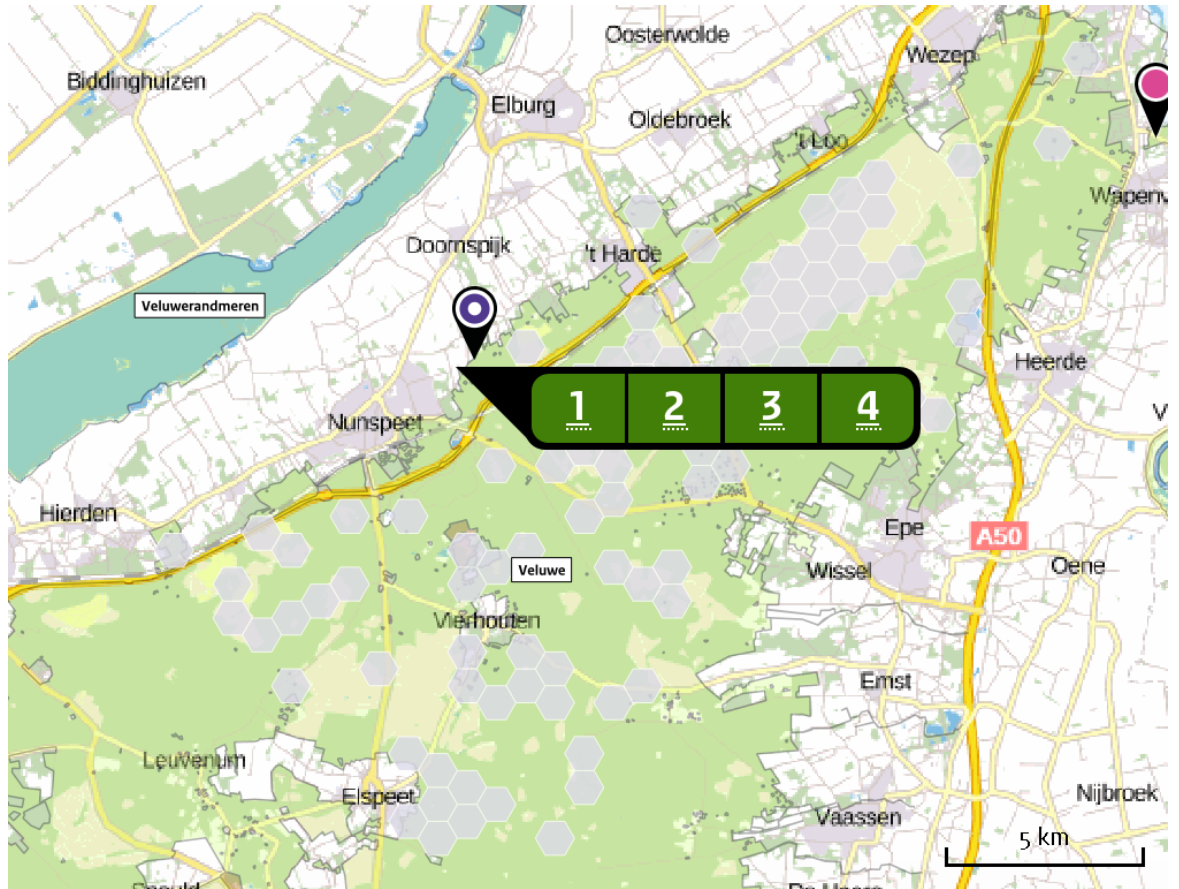 Oosterwolde
Wezep
Biddinghuizen
Elburg
Oldebroek
't Loo
Wapenv
Doornspijk
't Harde
Veluwerandmeren
Heerde
1 2 3 4
Nunspeet
V
Hierden
Epe
A50
Veluwe
Wissel
Oene
Vierhouten
Emst
Leuvenum
Elspeet
Nijbroek
Vaassen
5 km